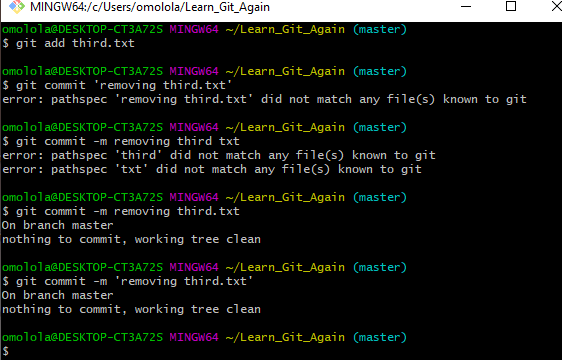 MINGW64:/c/Users/omolola/Learn_Git_Again
omolola@DESKTOP-CT3A72S MINGW64 ~/Learn_Git_Again (master)
$ git add third.txt
omolola@DESKTOP-CT3A72S MINGW64 ~/Learn_Git_Again (master)
$ git commit 'removing third.txt'
error: pathspec 'removing third.txt' did not match any file(s) known to git
omolola@DESKTOP-CT3A72S MINGW64 ~/Learn_Git_Again (master)
$ git commit -m removing third txt
error: pathspec 'third' did not match any file(s) known to git
error: pathspec 'txt' did not match any file(s) known to git
omolola@DESKTOP-CT3A72S MINGW64 ~/Learn_Git_Again (master)
$ git commit -m removing third.txt
On branch master
nothing to commit, working tree clean
omolola@DESKTOP-CT3A72S MINGW64 ~/Learn_Git_Again (master)
$ git commit -m 'removing third.txt'
On branch master
nothing to commit, working tree clean
omolola@DESKTOP-CT3A72S MINGW64 ~/Learn_Git_Again (master)
$